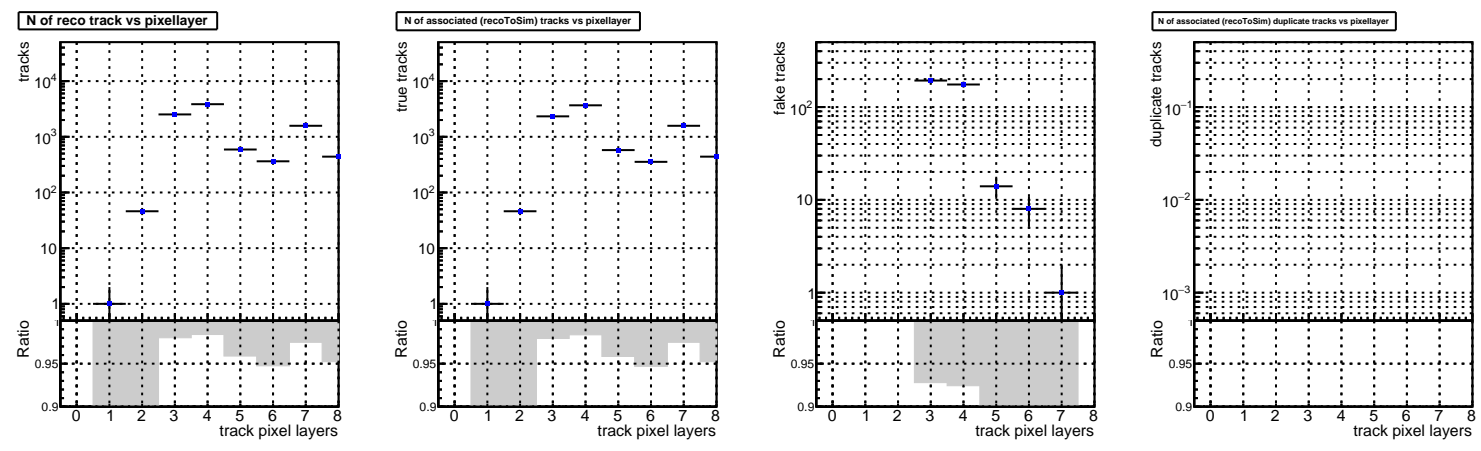 N of reco track vs pixellayer
tracks
10⁴
10³
10²
10
1
Ratio
1
0.95
0.9
0 1 2 3 4 5 6 7 8
track pixel layers
N of associated (recoToSim) tracks vs pixellayer
true tracks
10⁴
10³
10²
10
1
Ratio
1
0.95
0.9
0 1 2 3 4 5 6 7 8
track pixel layers
fake tracks
10²
10
1
Ratio
1
0.95
0.9
0 1 2 3 4 5 6 7 8
track pixel layers
N of associated (recoToSim) duplicate tracks vs pixellayer
duplicate tracks
10⁻¹
10⁻²
10⁻³
Ratio
1
0.95
0.9
0 1 2 3 4 5 6 7 8
track pixel layers